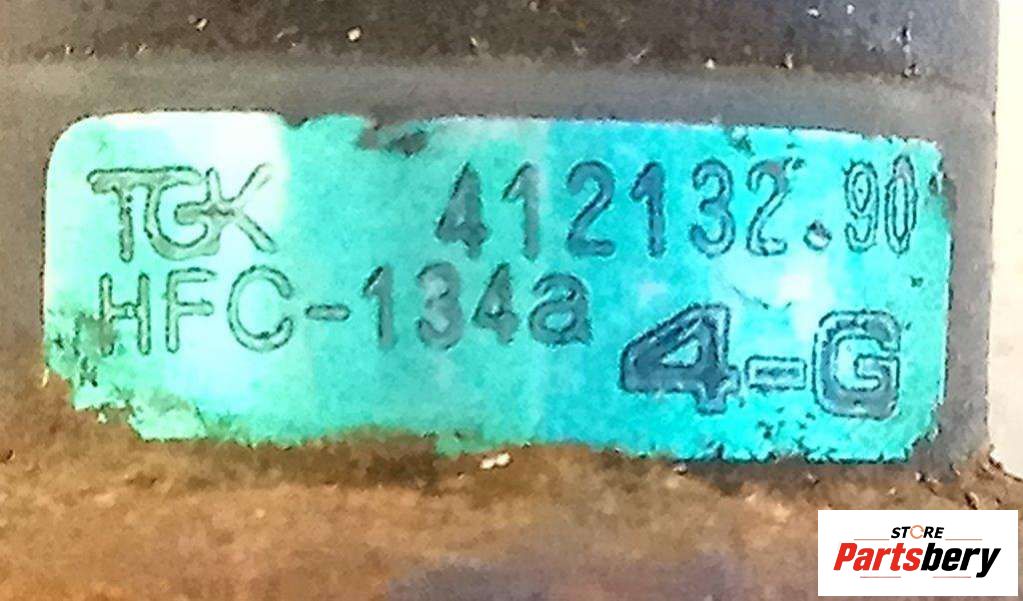 TGK 412132.90
HFC-134a
4-G
STORE
Partsbery